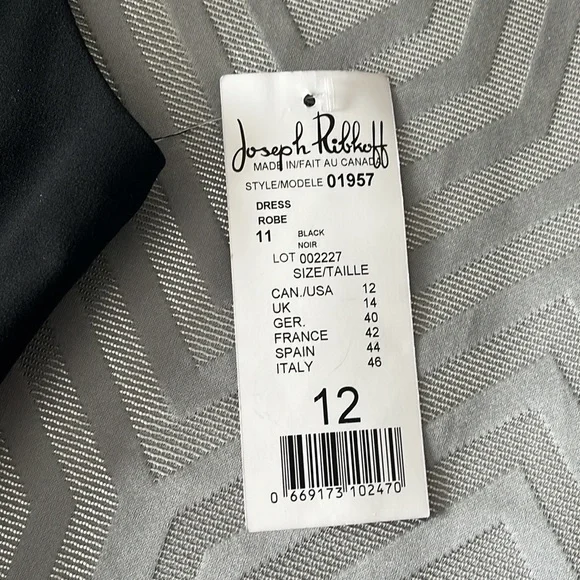 Joseph Ribkoff
MADE IN/FAIT AU CANADA
STYLE/MODELE 01957
DRESS
ROBE
11 BLACK
NOIR
LOT 002227
SIZE/TAILLE
CAN./USA 12
UK 14
GER. 40
FRANCE 42
SPAIN 44
ITALY 46
12
0 669173 102470